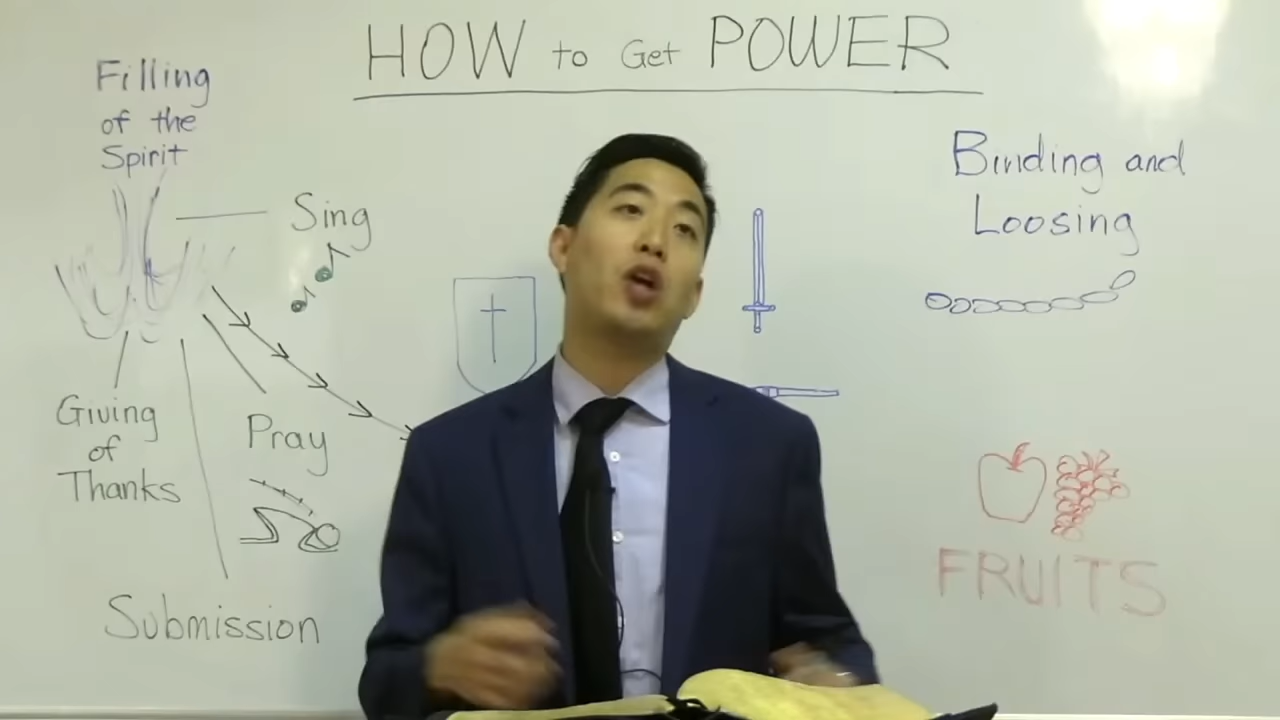 HOW to Get POWER
Filling
of the
Spirit
Sing
Giving
of
Thanks
Pray
Submission
Binding and
Loosing
FRUITS